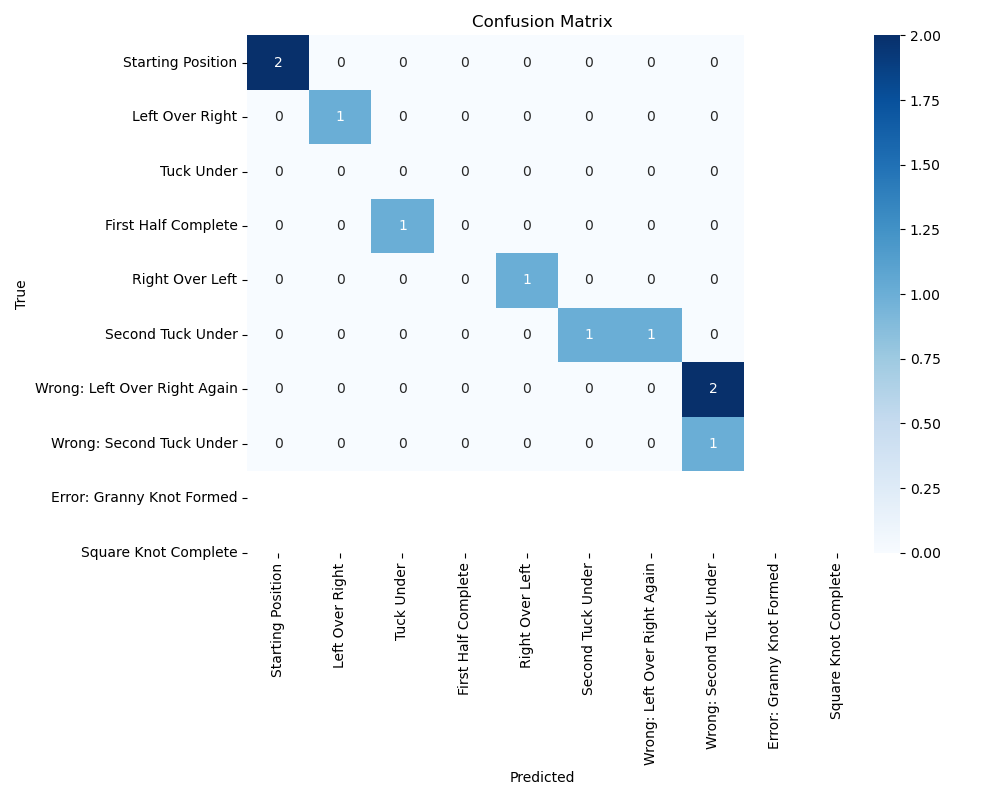 Confusion Matrix
Starting Position 2 0 0 0 0 0 0 0
Left Over Right 0 1 0 0 0 0 0 0
Tuck Under 0 0 0 0 0 0 0 0
First Half Complete 0 0 1 0 0 0 0 0
Right Over Left 0 0 0 0 1 0 0 0
Second Tuck Under 0 0 0 0 0 1 1 0
Wrong: Left Over Right Again 0 0 0 0 0 0 0 2
Wrong: Second Tuck Under 0 0 0 0 0 0 0 1
Error: Granny Knot Formed
Square Knot Complete
True
Starting Position
Left Over Right
Tuck Under
First Half Complete
Right Over Left
Second Tuck Under
Wrong: Left Over Right Again
Wrong: Second Tuck Under
Error: Granny Knot Formed
Square Knot Complete
Predicted
2.00
1.75
1.50
1.25
1.00
0.75
0.50
0.25
0.00